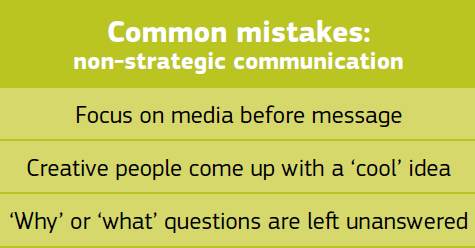 Common mistakes:
non-strategic communication
Focus on media before message
Creative people come up with a ‘cool’ idea
‘Why’ or ‘what’ questions are left unanswered